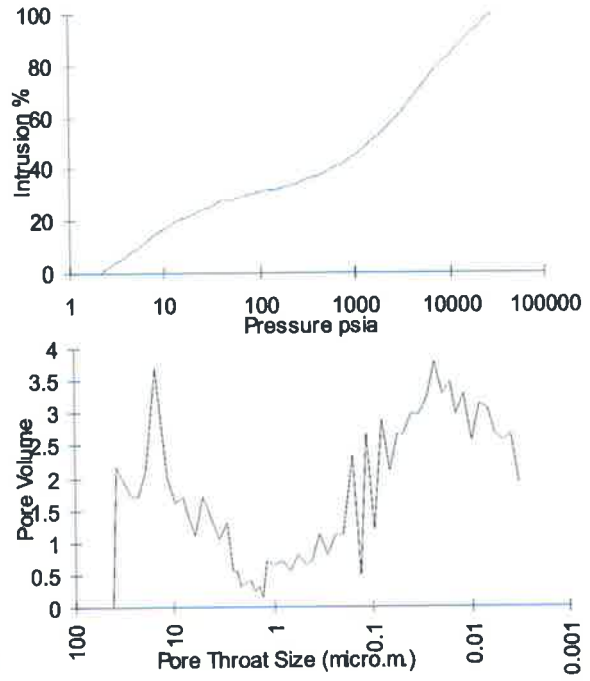 100
80
60
40
20
0
Intrusion %
1 10 100 1000 10000 100000
Pressure psia
4
3.5
3
2.5
2
1.5
1
0.5
0
Pore Volume
100 10 1 0.1 0.01 0.001
Pore Throat Size (micro.m.)